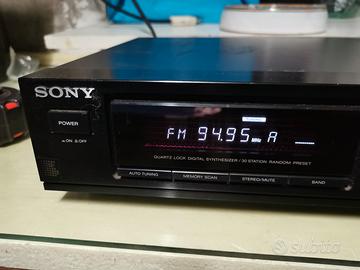 SONY
POWER
ON OFF
FM 94.95 MHz A
QUARTZ LOCK DIGITAL SYNTHESIZER / 30 STATION RANDOM PRESET
AUTO TUNING MEMORY SCAN STEREO/MUTE BAND
subito